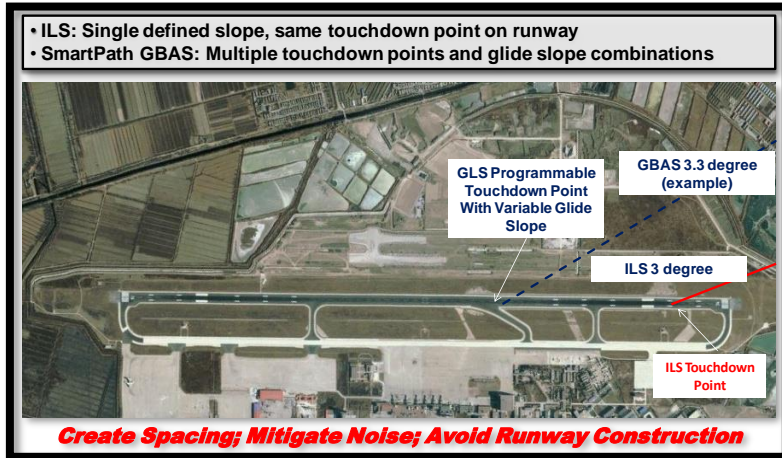 • ILS: Single defined slope, same touchdown point on runway
• SmartPath GBAS: Multiple touchdown points and glide slope combinations
GLS Programmable
Touchdown Point
With Variable Glide
Slope
GBAS 3.3 degree
(example)
ILS 3 degree
ILS Touchdown
Point
Create Spacing; Mitigate Noise; Avoid Runway Construction